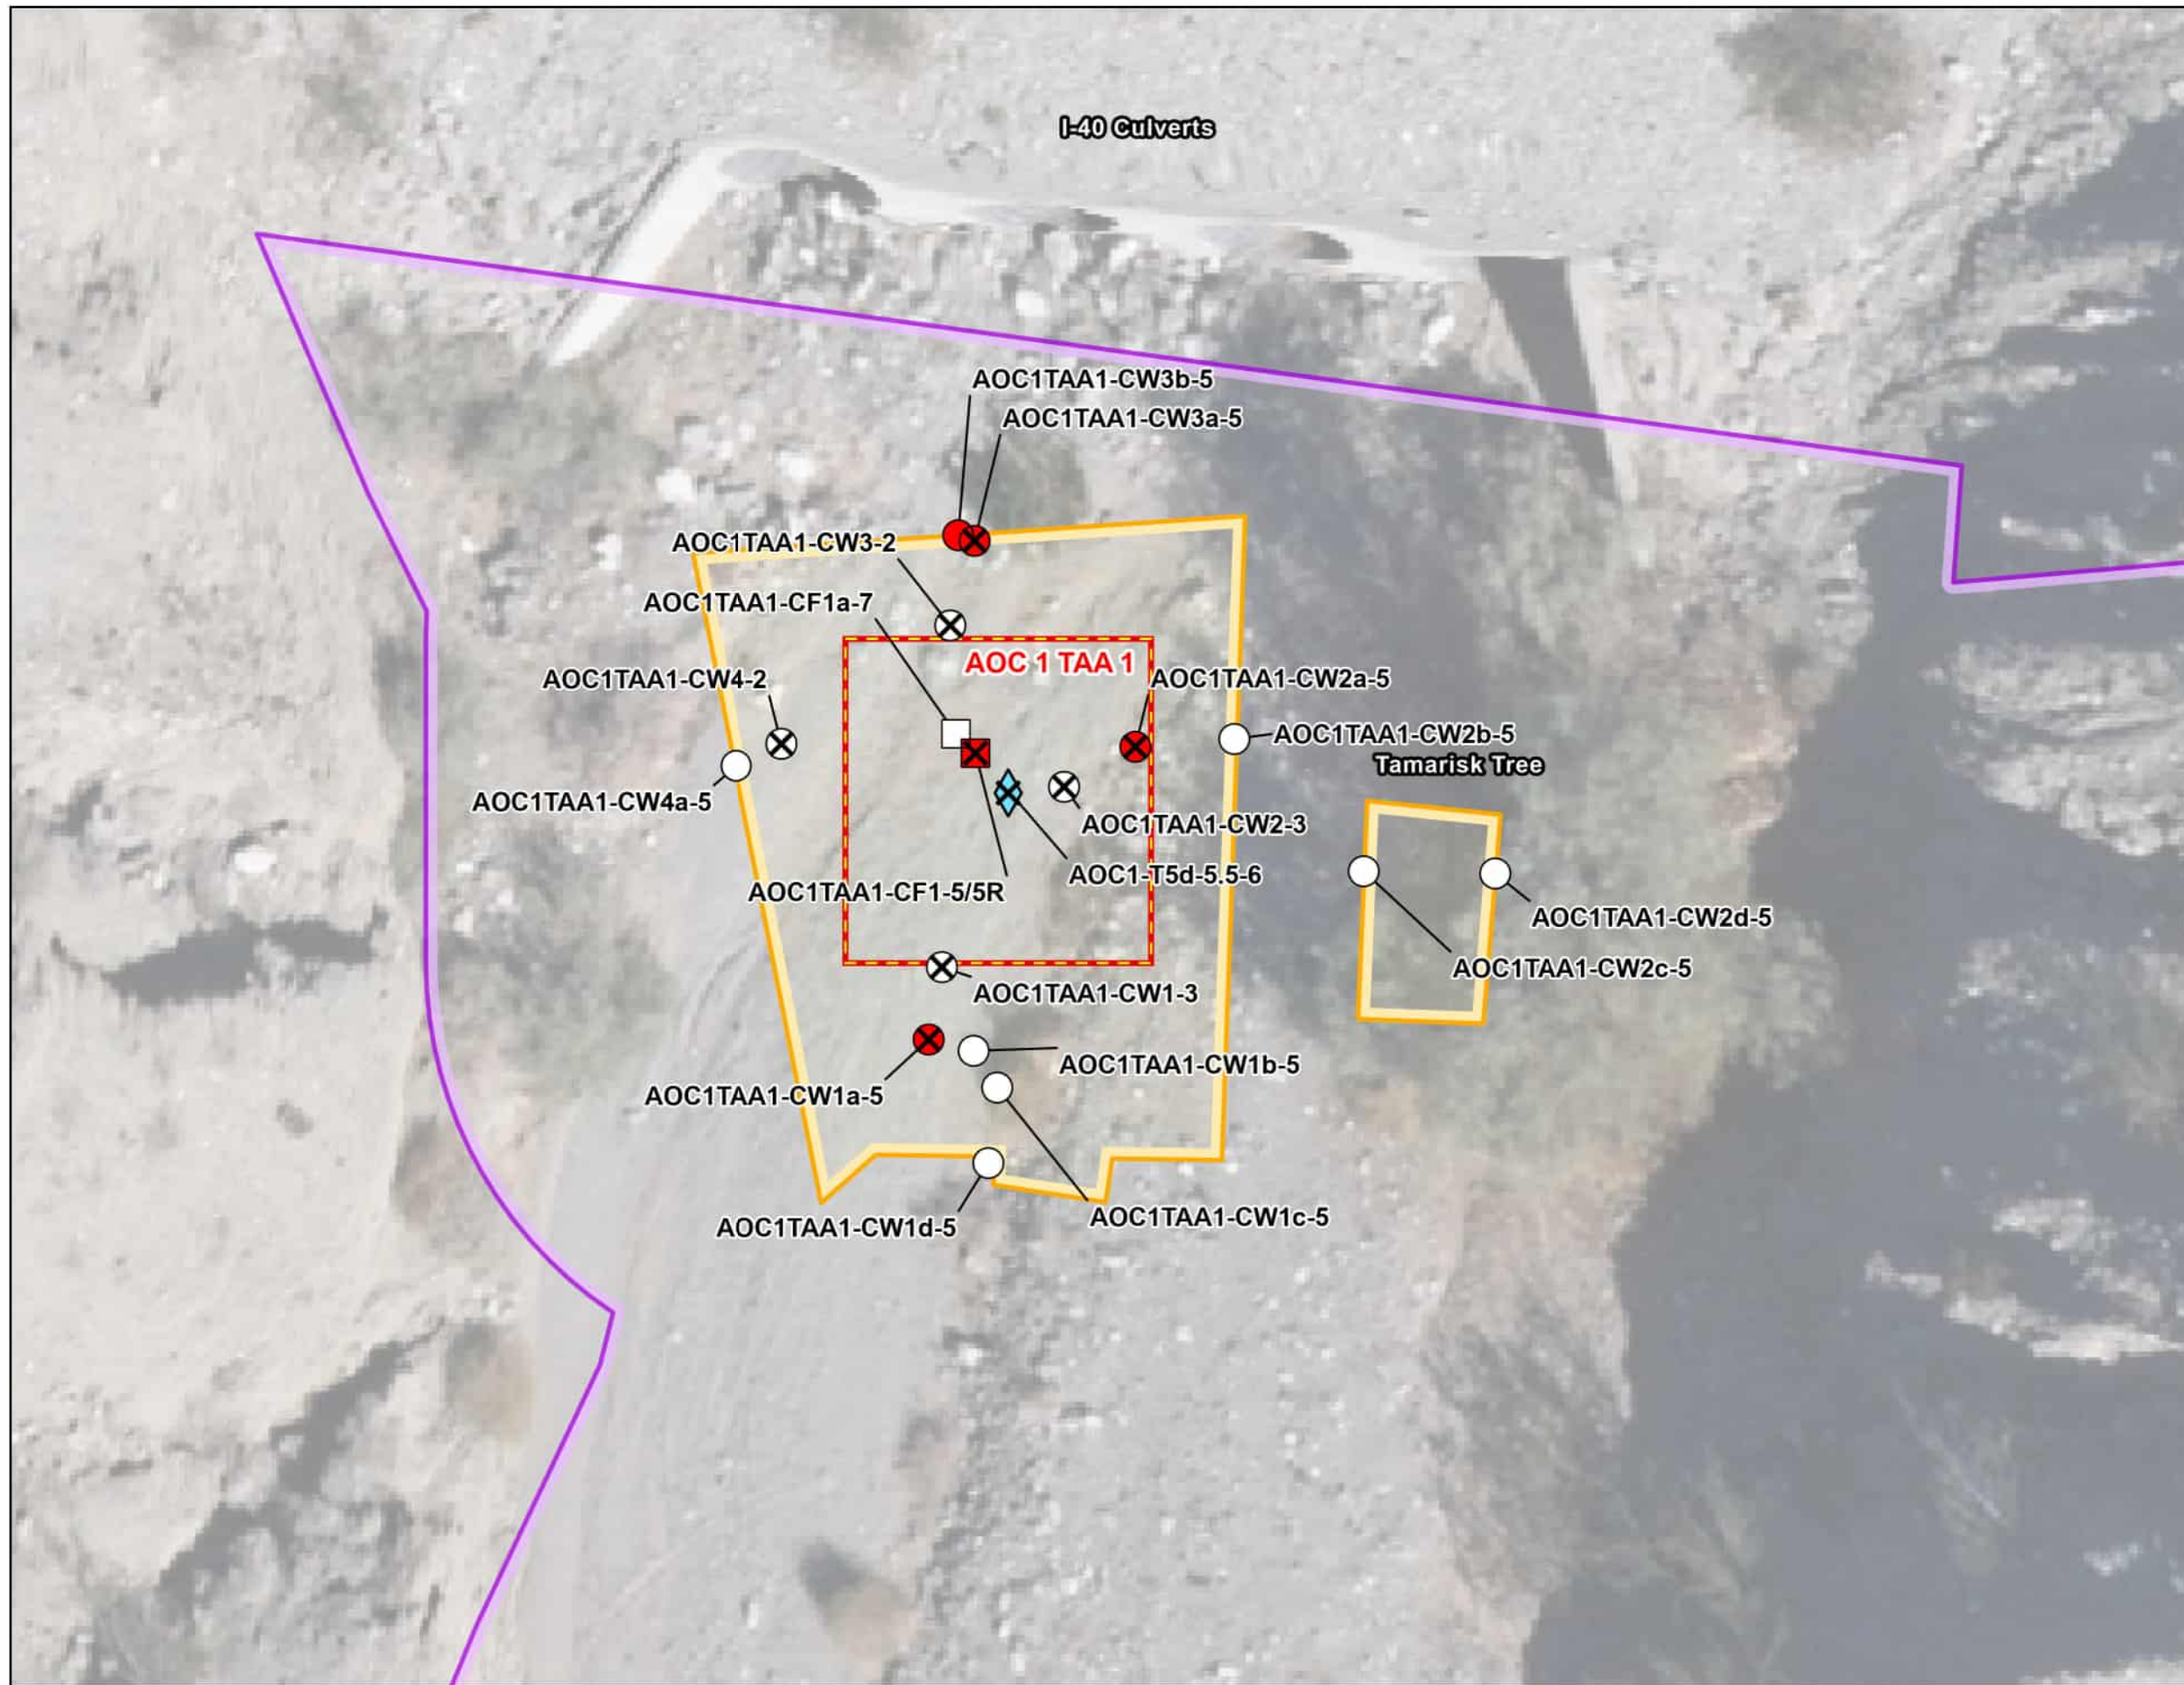 I-40 Culverts
AOC1TAA1-CW3b-5
AOC1TAA1-CW3a-5
AOC1TAA1-CW3-2
AOC1TAA1-CF1a-7
AOC 1 TAA 1
AOC1TAA1-CW4-2
AOC1TAA1-CW2a-5
AOC1TAA1-CW2b-5
Tamarisk Tree
AOC1TAA1-CW4a-5
AOC1TAA1-CW2-3
AOC1-T5d-5.5-6
AOC1TAA1-CF1-5/5R
AOC1TAA1-CW2d-5
AOC1TAA1-CW2c-5
AOC1TAA1-CW1-3
AOC1TAA1-CW1b-5
AOC1TAA1-CW1a-5
AOC1TAA1-CW1c-5
AOC1TAA1-CW1d-5